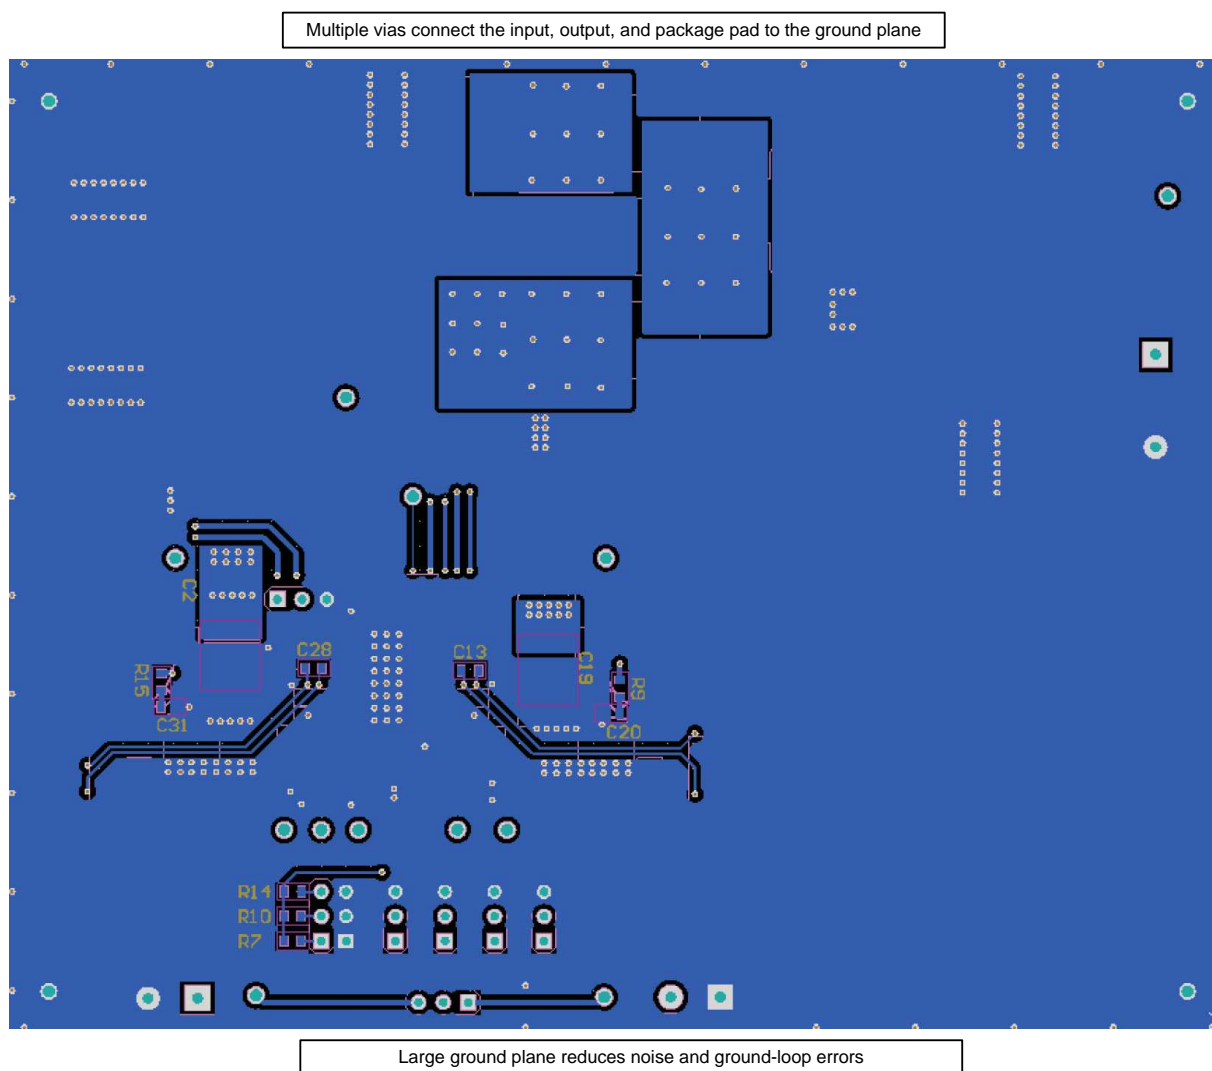 Multiple vias connect the input, output, and package pad to the ground plane
C2
C28
C13
C19
R15
R9
C31
C20
R14
R10
R7
Large ground plane reduces noise and ground-loop errors